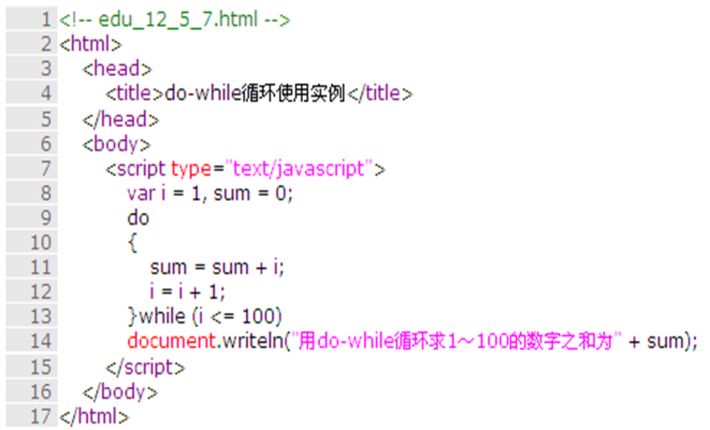 1 <!-- edu_12_5_7.html -->
2 <html>
3 <head>
4 <title>do-while循环使用实例</title>
5 </head>
6 <body>
7 <script type="text/javascript">
8 var i = 1, sum = 0;
9 do
10 {
11 sum = sum + i;
12 i = i + 1;
13 }while (i <= 100)
14 document.writeln("用do-while循环求1～100的数字之和为" + sum);
15 </script>
16 </body>
17 </html>